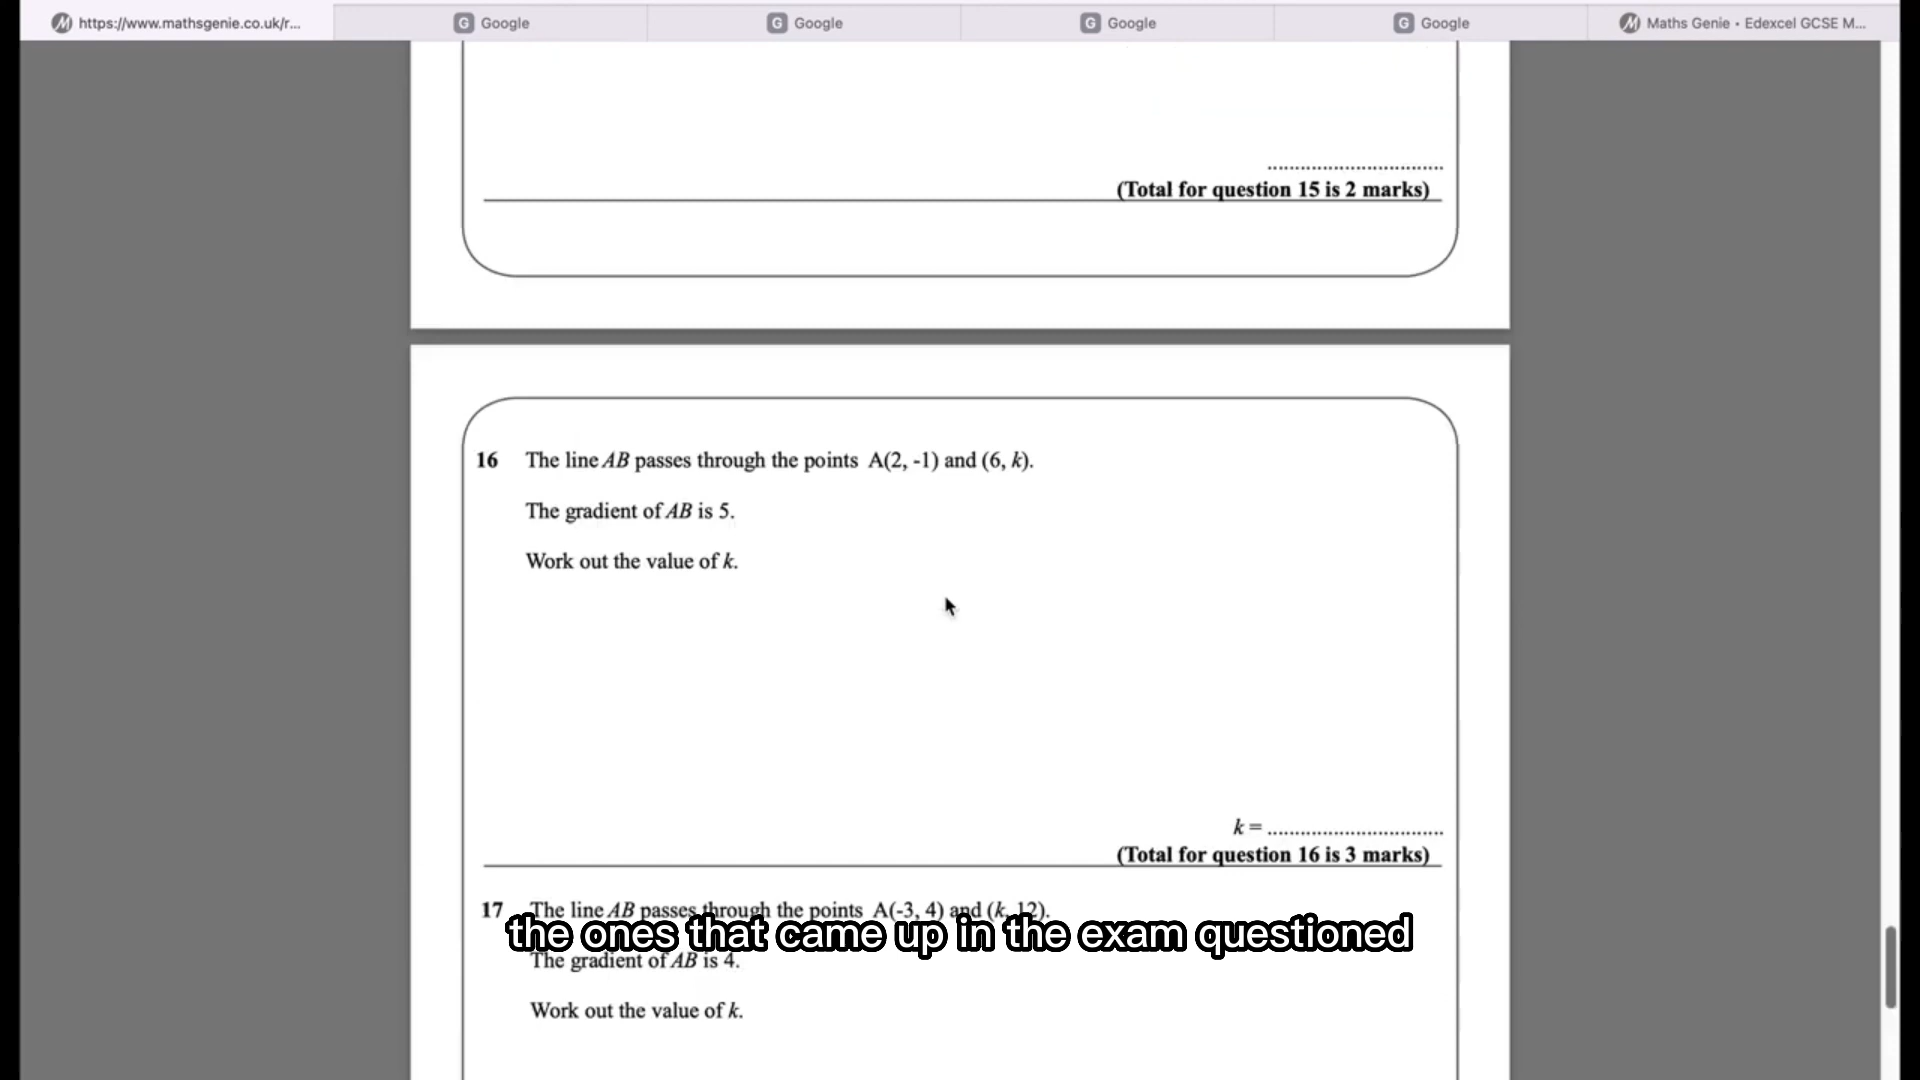 https://www.mathsgenie.co.uk/r...
Google
Google
Google
Google
Maths Genie • Edexcel GCSE M...
(Total for question 15 is 2 marks)
16 The line AB passes through the points A(2, -1) and (6, k).
The gradient of AB is 5.
Work out the value of k.
k = ................................
(Total for question 16 is 3 marks)
17 The line AB passes through the points A(-3, 4) and (k, 12).
the ones that came up in the exam questioned
The gradient of AB is 4.
Work out the value of k.